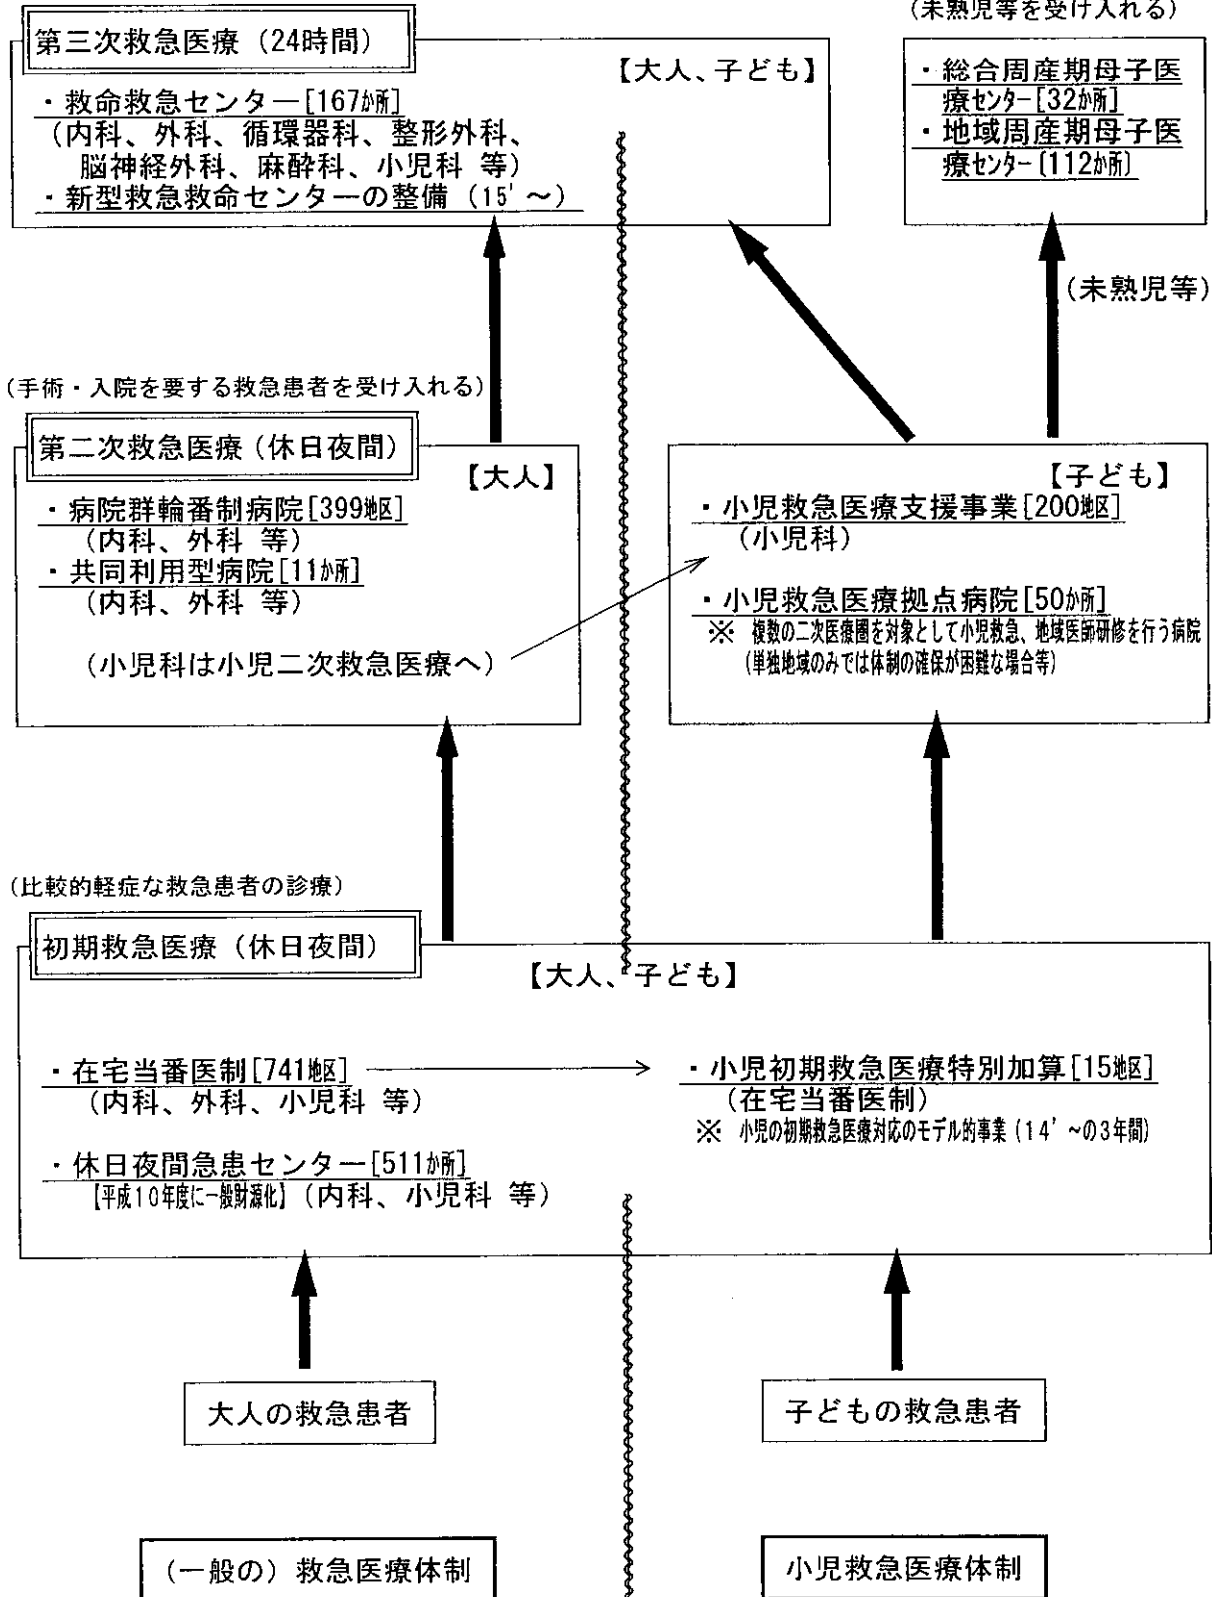 (未熟児等を受け入れる)
第三次救急医療（24時間）
【大人、子ども】
・救命救急センター[167か所]
（内科、外科、循環器科、整形外科、
脳神経外科、麻酔科、小児科 等）
・新型救急救命センターの整備（15'～）
・総合周産期母子医
療センター[32か所]
・地域周産期母子医
療センター[112か所]
（未熟児等）
(手術・入院を要する救急患者を受け入れる)
第二次救急医療（休日夜間）
【大人】
・病院群輪番制病院[399地区]
（内科、外科 等）
・共同利用型病院[11か所]
（内科、外科 等）
（小児科は小児二次救急医療へ）
【子ども】
・小児救急医療支援事業[200地区]
（小児科）
・小児救急医療拠点病院[50か所]
※ 複数の二次医療圏を対象として小児救急、地域医師研修を行う病院
（単独地域のみでは体制の確保が困難な場合等）
(比較的軽症な救急患者の診療)
初期救急医療（休日夜間）
【大人、子ども】
・在宅当番医制[741地区]
（内科、外科、小児科 等）
・休日夜間急患センター[511か所]
【平成10年度に一般財源化】（内科、小児科 等）
・小児初期救急医療特別加算[15地区]
（在宅当番医制）
※ 小児の初期救急医療対応のモデル的事業（14'～の3年間）
大人の救急患者
子どもの救急患者
（一般の）救急医療体制
小児救急医療体制